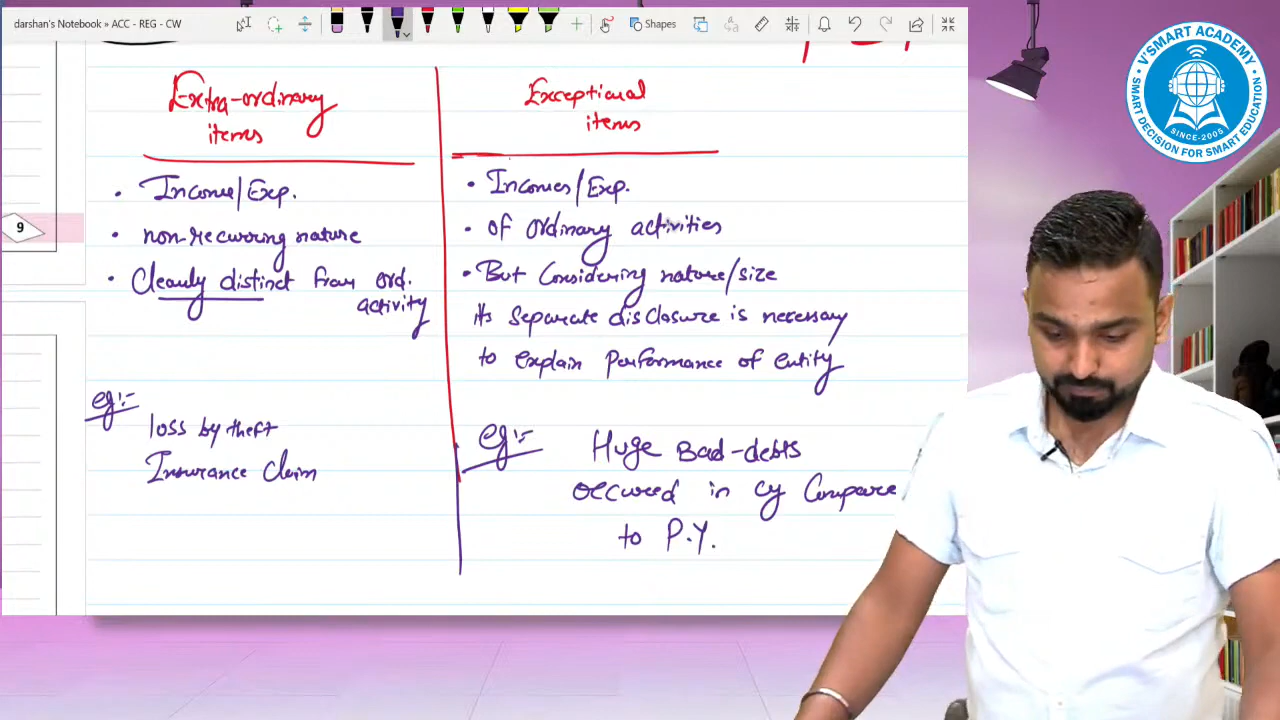 darshan's Notebook » ACC - REG - CW
Shapes
Extra-ordinary
items
• Income/Exp.
• non-recurring nature
• Clearly distinct from ord.
activity
eg:-
loss by theft
Insurance Claim
Exceptional
items
• Incomes/Exp.
• of ordinary activities
• But Considering nature/size
its separate disclosure is necessary
to explain performance of entity
eg:-
Huge Bad-debts
occured in cy Compare
to P.Y.
9
V'SMART ACADEMY
SINCE-2005
SMART DECISION FOR SMART EDUCATION